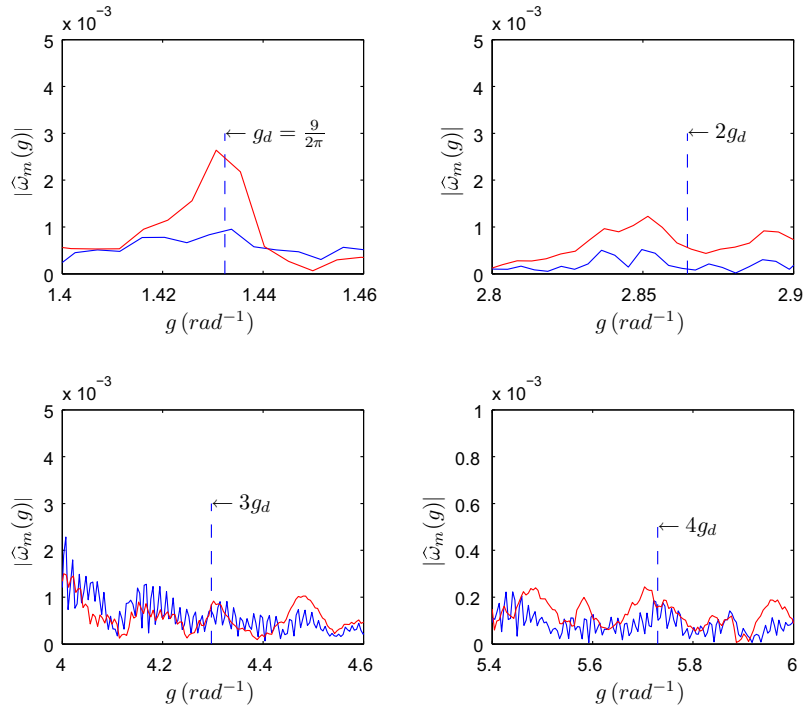 x 10⁻³
5
4
3
2
1
0
|ω̂ₘ(g)|
← g_d = 9/2π
1.4 1.42 1.44 1.46
g (rad⁻¹)
x 10⁻³
5
4
3
2
1
0
|ω̂ₘ(g)|
← 2g_d
2.8 2.85 2.9
g (rad⁻¹)
x 10⁻³
5
4
3
2
1
0
|ω̂ₘ(g)|
← 3g_d
4 4.2 4.4 4.6
g (rad⁻¹)
x 10⁻³
1
0.8
0.6
0.4
0.2
0
|ω̂ₘ(g)|
← 4g_d
5.4 5.6 5.8 6
g (rad⁻¹)